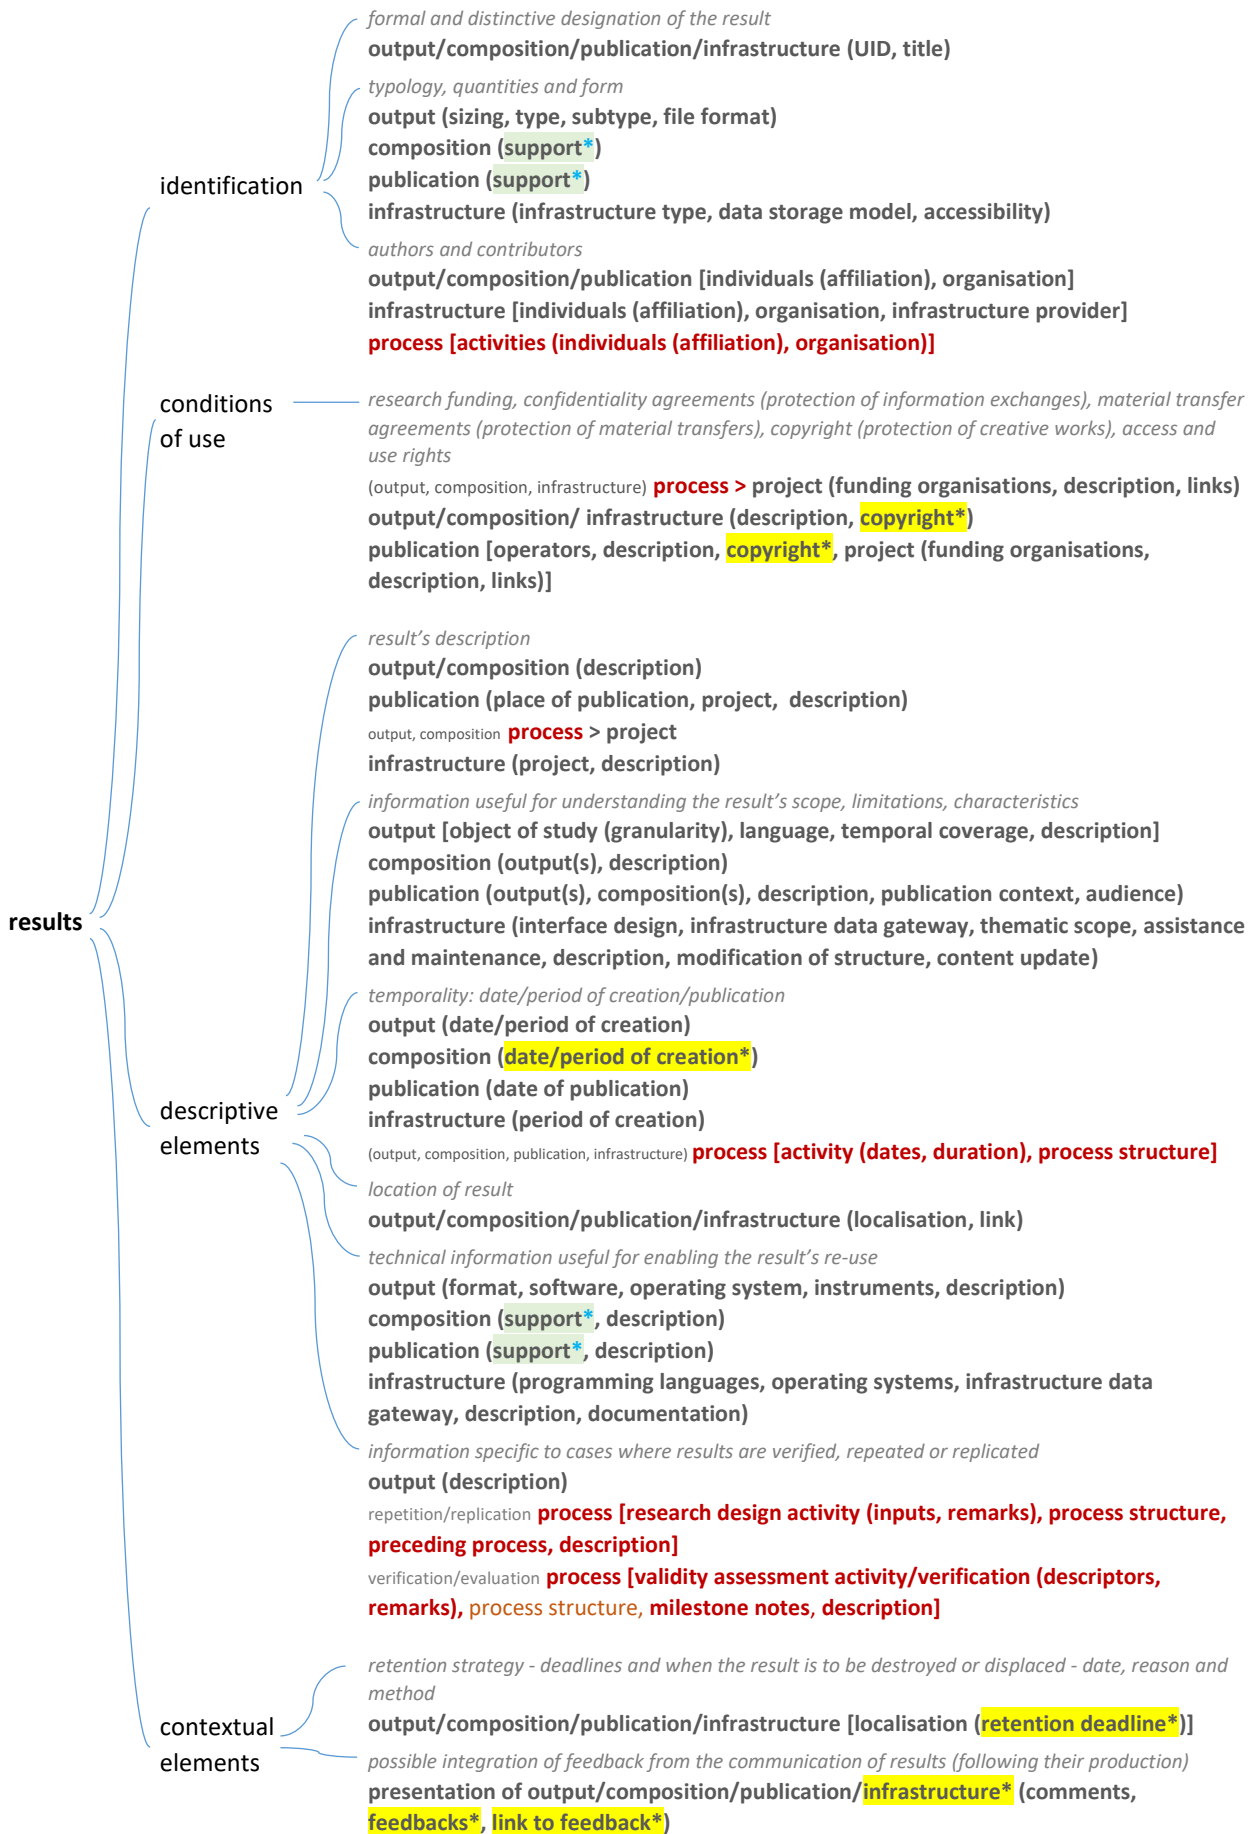 formal and distinctive designation of the result
output/composition/publication/infrastructure (UID, title)
typology, quantities and form
output (sizing, type, subtype, file format)
composition (support*)
publication (support*)
identification
infrastructure (infrastructure type, data storage model, accessibility)
authors and contributors
output/composition/publication [individuals (affiliation), organisation]
infrastructure [individuals (affiliation), organisation, infrastructure provider]
process [activities (individuals (affiliation), organisation)]
conditions
of use
research funding, confidentiality agreements (protection of information exchanges), material transfer
agreements (protection of material transfers), copyright (protection of creative works), access and
use rights
(output, composition, infrastructure) process > project (funding organisations, description, links)
output/composition/ infrastructure (description, copyright*)
publication [operators, description, copyright*, project (funding organisations,
description, links)]
result's description
output/composition (description)
publication (place of publication, project,  description)
output, composition process > project
infrastructure (project, description)
information useful for understanding the result's scope, limitations, characteristics
output [object of study (granularity), language, temporal coverage, description]
composition (output(s), description)
publication (output(s), composition(s), description, publication context, audience)
results
infrastructure (interface design, infrastructure data gateway, thematic scope, assistance
and maintenance, description, modification of structure, content update)
temporality: date/period of creation/publication
output (date/period of creation)
composition (date/period of creation*)
publication (date of publication)
descriptive
elements
infrastructure (period of creation)
(output, composition, publication, infrastructure) process [activity (dates, duration), process structure]
location of result
output/composition/publication/infrastructure (localisation, link)
technical information useful for enabling the result's re-use
output (format, software, operating system, instruments, description)
composition (support*, description)
publication (support*, description)
infrastructure (programming languages, operating systems, infrastructure data
gateway, description, documentation)
information specific to cases where results are verified, repeated or replicated
output (description)
repetition/replication process [research design activity (inputs, remarks), process structure,
preceding process, description]
verification/evaluation process [validity assessment activity/verification (descriptors,
remarks), process structure, milestone notes, description]
retention strategy - deadlines and when the result is to be destroyed or displaced - date, reason and
method
contextual
elements
output/composition/publication/infrastructure [localisation (retention deadline*)]
possible integration of feedback from the communication of results (following their production)
presentation of output/composition/publication/infrastructure* (comments,
feedbacks*, link to feedback*)